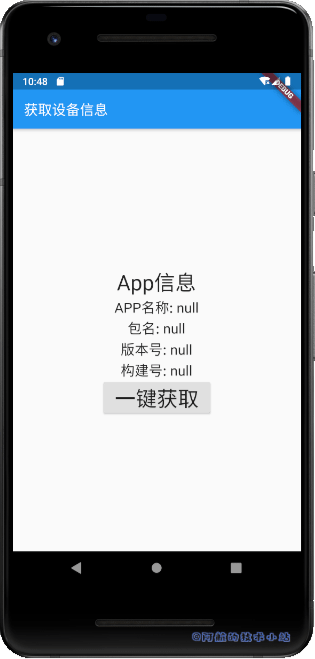 10:48
DEBUG
获取设备信息
App信息
APP名称: null
包名: null
版本号: null
构建号: null
一键获取
@阿航的技术小站